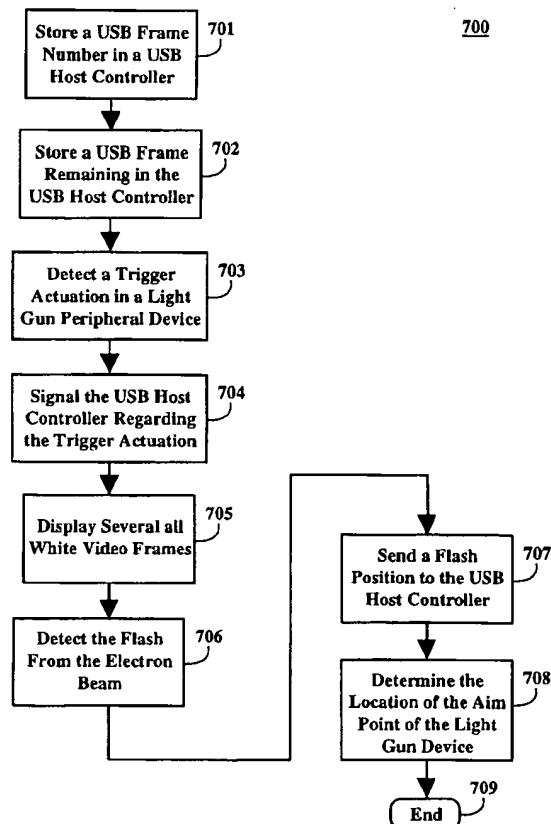 700
Store a USB Frame
Number in a USB
Host Controller
701
Store a USB Frame
Remaining in the
USB Host Controller
702
Detect a Trigger
Actuation in a Light
Gun Peripheral Device
703
Signal the USB Host
Controller Regarding
the Trigger Actuation
704
Display Several all
White Video Frames
705
Detect the Flash
From the Electron
Beam
706
Send a Flash
Position to the USB
Host Controller
707
Determine the
Location of the Aim
Point of the Light
Gun Device
708
End
709